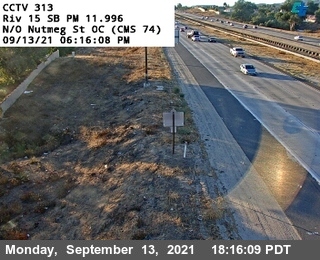 CCTV 313
Riv 15 SB PM 11.996
N/O Nutmeg St OC (CMS 74)
09/13/21 06:16:08 PM
Monday, September 13, 2021 18:16:09 PDT